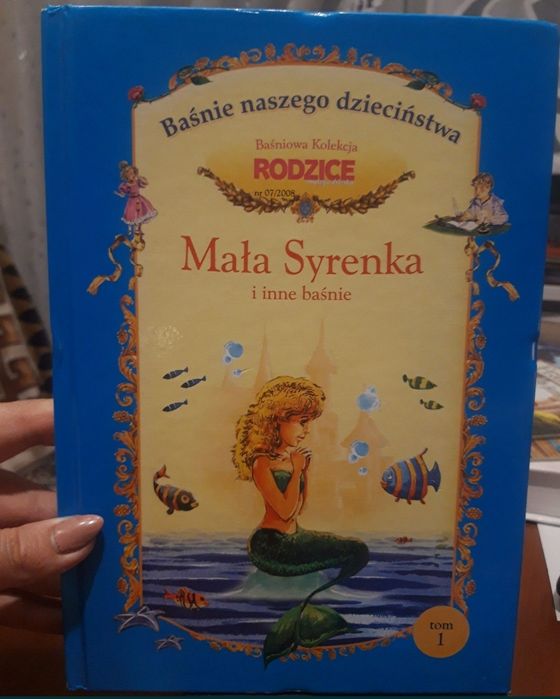 Baśnie naszego dzieciństwa
Baśniowa Kolekcja
RODZICE
nr 07/2008
Mała Syrenka
i inne baśnie
tom
1